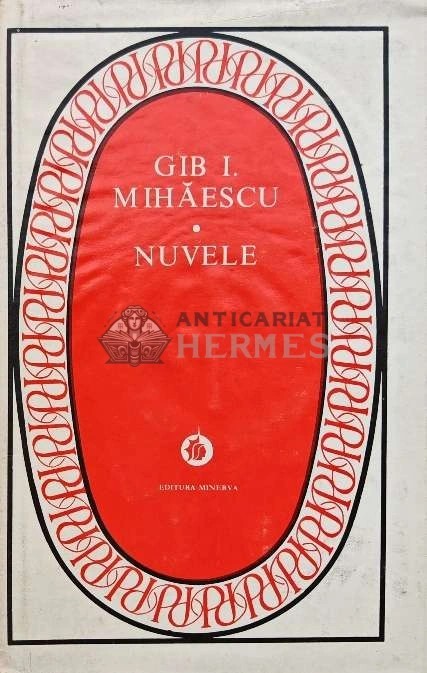 GIB I.
MIHĂESCU
•
NUVELE
ANTICARIAT
HERMES
EDITURA MINERVA